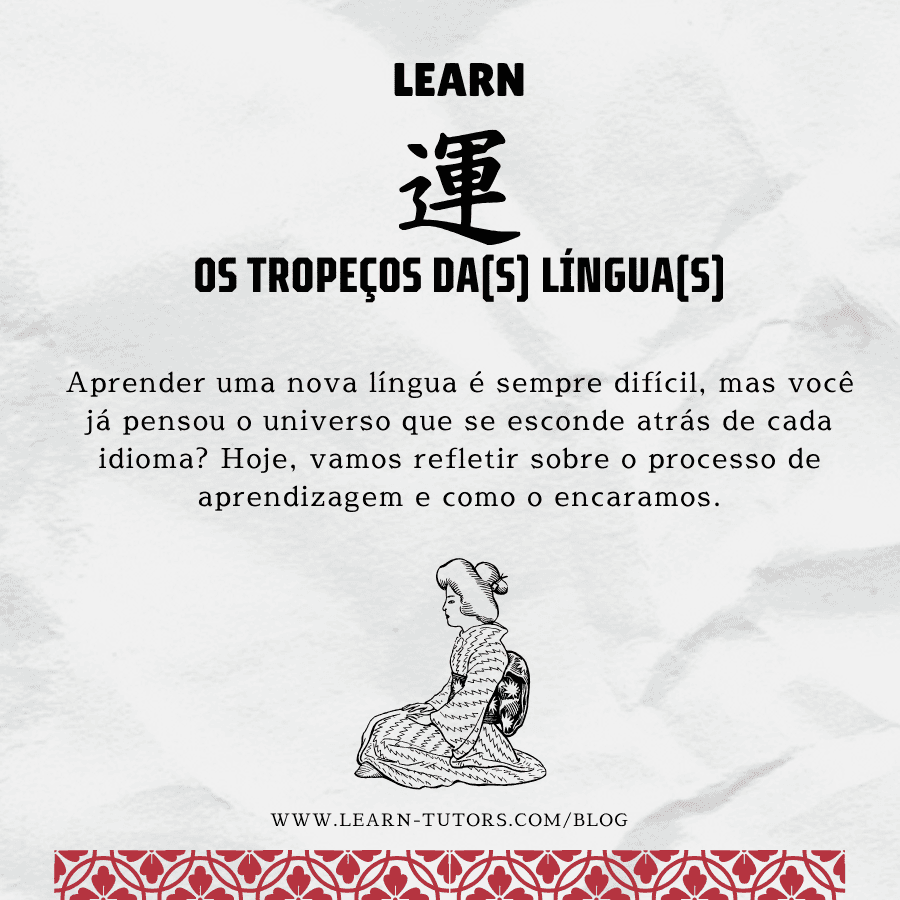 LEARN
運
OS TROPEÇOS DA(S) LÍNGUA(S)
Aprender uma nova língua é sempre difícil, mas você
já pensou o universo que se esconde atrás de cada
idioma? Hoje, vamos refletir sobre o processo de
aprendizagem e como o encaramos.
WWW.LEARN-TUTORS.COM/BLOG